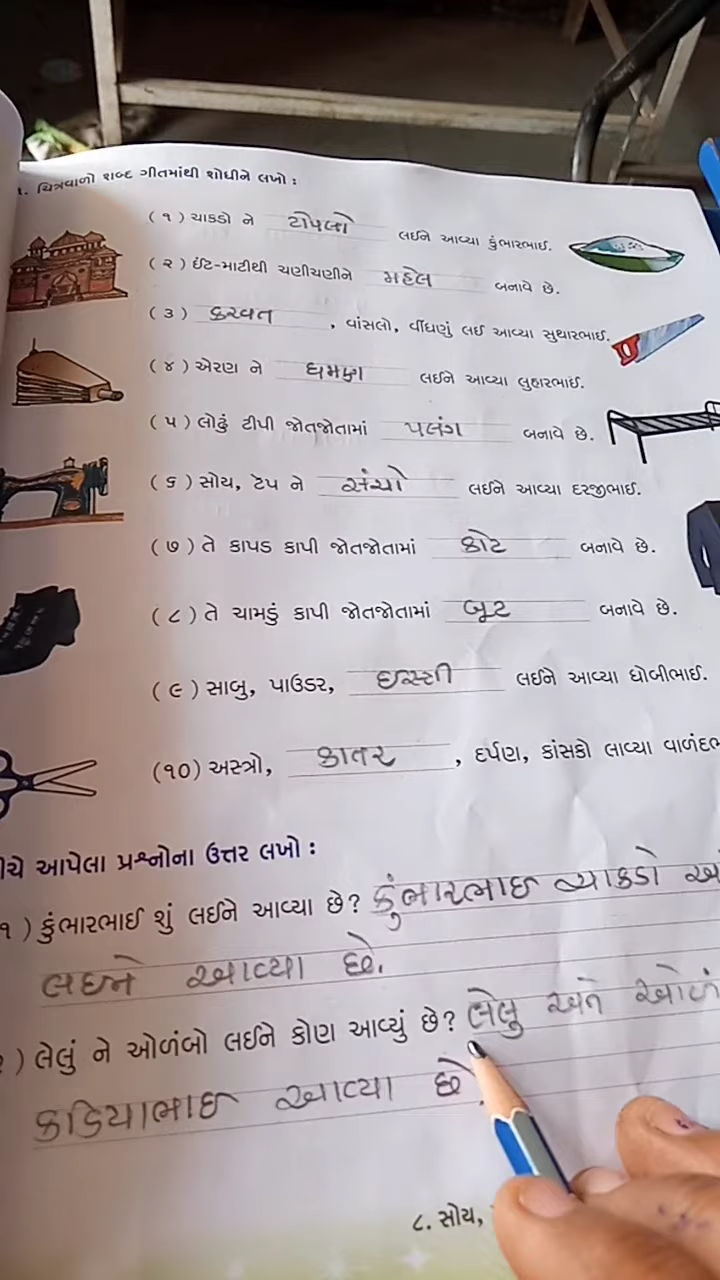 ૧. ચિત્રવાળો શબ્દ ગીતમાંથી શોધીને લખો :
(૧) ચાકડો ને ટોપલો લઈને આવ્યા કુંભારભાઈ.
(૨) ઈંટ-માટીથી ચણીચણીને મહેલ બનાવે છે.
(૩) કરવત, વાંસલો, વીંધણું લઈ આવ્યા સુથારભાઈ.
(૪) એરણ ને ધમણ લઈને આવ્યા લુહારભાઈ.
(૫) લોઢું ટીપી જોતજોતામાં પલંગ બનાવે છે.
(૬) સોય, ટેપ ને સંચો લઈને આવ્યા દરજીભાઈ.
(૭) તે કાપડ કાપી જોતજોતામાં કોટ બનાવે છે.
(૮) તે ચામડું કાપી જોતજોતામાં બૂટ બનાવે છે.
(૯) સાબુ, પાઉડર, ઇસ્ત્રી લઈને આવ્યા ધોબીભાઈ.
(૧૦) અસ્ત્રો, કાતર, દર્પણ, કાંસકો લાવ્યા
આપેલા પ્રશ્નોના ઉત્તર લખો :
૧) કુંભારભાઈ શું લઈને આવ્યા છે? કુંભારભાઇ ચાકડો
લઇને આવ્યા છે.
) લેલું ને ઓળંબો લઈને કોણ આવ્યું છે? લેલુ અને
કડિયાભાઇ આવ્યા છે.
૮. સોય,